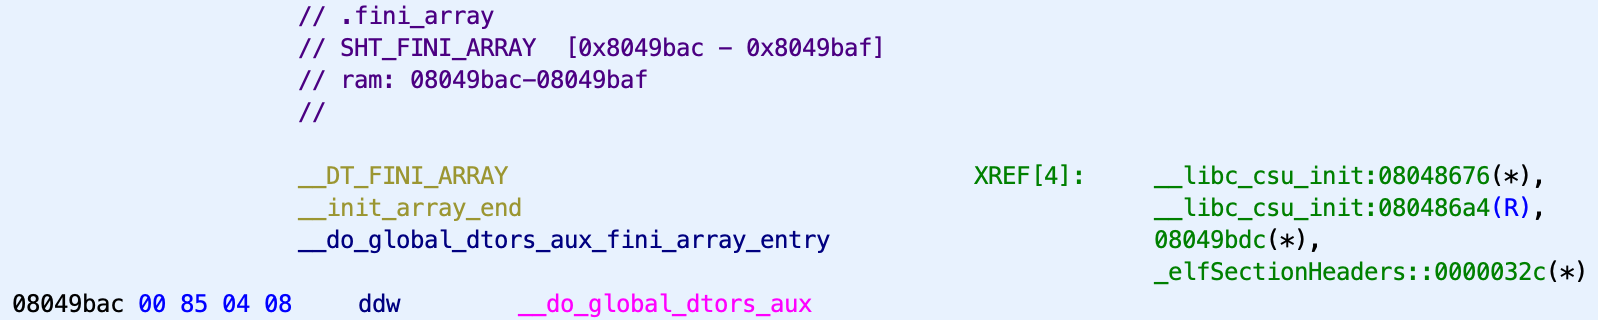 // .fini_array
// SHT_FINI_ARRAY  [0x8049bac - 0x8049baf]
// ram: 08049bac-08049baf
//
__DT_FINI_ARRAY XREF[4]: __libc_csu_init:08048676(*),
__init_array_end __libc_csu_init:080486a4(R),
__do_global_dtors_aux_fini_array_entry 08049bdc(*),
_elfSectionHeaders::0000032c(*)
08049bac 00 85 04 08 ddw __do_global_dtors_aux